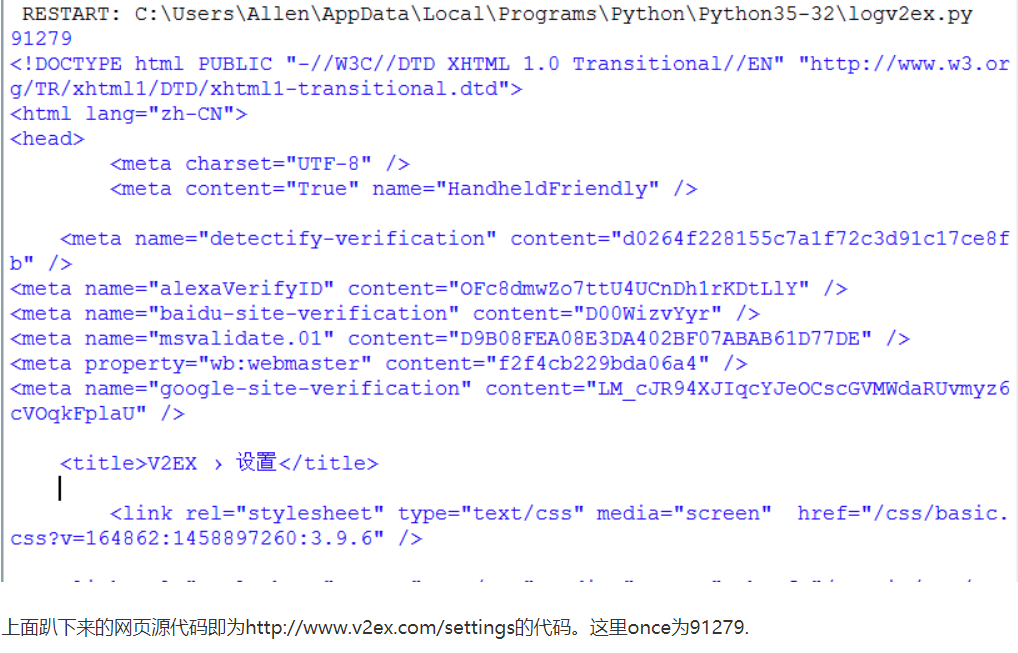 RESTART: C:\Users\Allen\AppData\Local\Programs\Python\Python35-32\logv2ex.py
91279
<!DOCTYPE html PUBLIC "-//W3C//DTD XHTML 1.0 Transitional//EN" "http://www.w3.or
g/TR/xhtml1/DTD/xhtml1-transitional.dtd">
<html lang="zh-CN">
<head>
<meta charset="UTF-8" />
<meta content="True" name="HandheldFriendly" />
<meta name="detectify-verification" content="d0264f228155c7a1f72c3d91c17ce8f
b" />
<meta name="alexaVerifyID" content="OFc8dmwZo7ttU4UCnDh1rKDtLlY" />
<meta name="baidu-site-verification" content="D00WizvYyr" />
<meta name="msvalidate.01" content="D9B08FEA08E3DA402BF07ABAB61D77DE" />
<meta property="wb:webmaster" content="f2f4cb229bda06a4" />
<meta name="google-site-verification" content="LM_cJR94XJIqcYJeOCscGVMWdaRUvmyz6
cVOqkFplaU" />
<title>V2EX › 设置</title>
<link rel="stylesheet" type="text/css" media="screen"  href="/css/basic.
css?v=164862:1458897260:3.9.6" />
上面趴下来的网页源代码即为http://www.v2ex.com/settings的代码。这里once为91279.